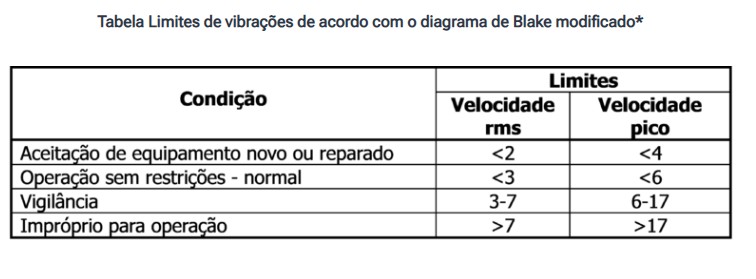 Tabela Limites de vibrações de acordo com o diagrama de Blake modificado*
Condição
Limites
Velocidade rms
Velocidade pico
Aceitação de equipamento novo ou reparado <2 <4
Operação sem restrições - normal <3 <6
Vigilância 3-7 6-17
Impróprio para operação >7 >17